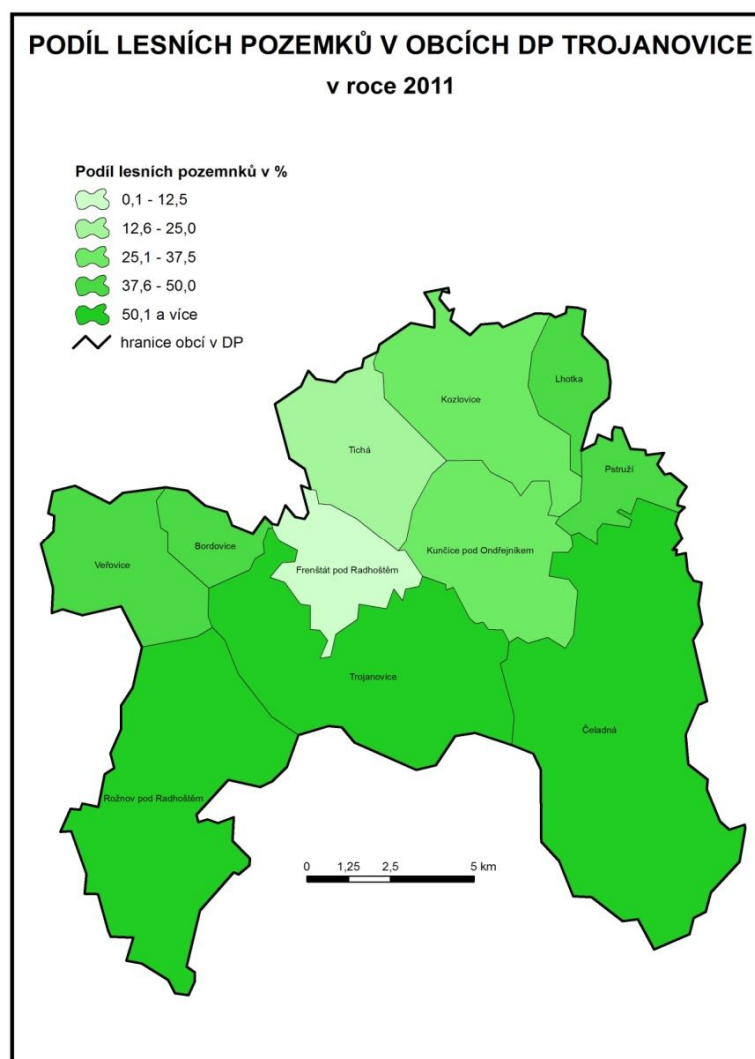 PODÍL LESNÍCH POZEMKŮ V OBCÍCH DP TROJANOVICE
v roce 2011
Podíl lesních pozemnků v %
0,1 - 12,5
12,6 - 25,0
25,1 - 37,5
37,6 - 50,0
50,1 a více
hranice obcí v DP
Lhotka
Kozlovice
Tichá
Pstruží
Bordovice
Kunčice pod Ondřejníkem
Veřovice
Frenštát pod Radhoštěm
Trojanovice
Čeladná
Rožnov pod Radhoštěm
0 1,25 2,5 5 km